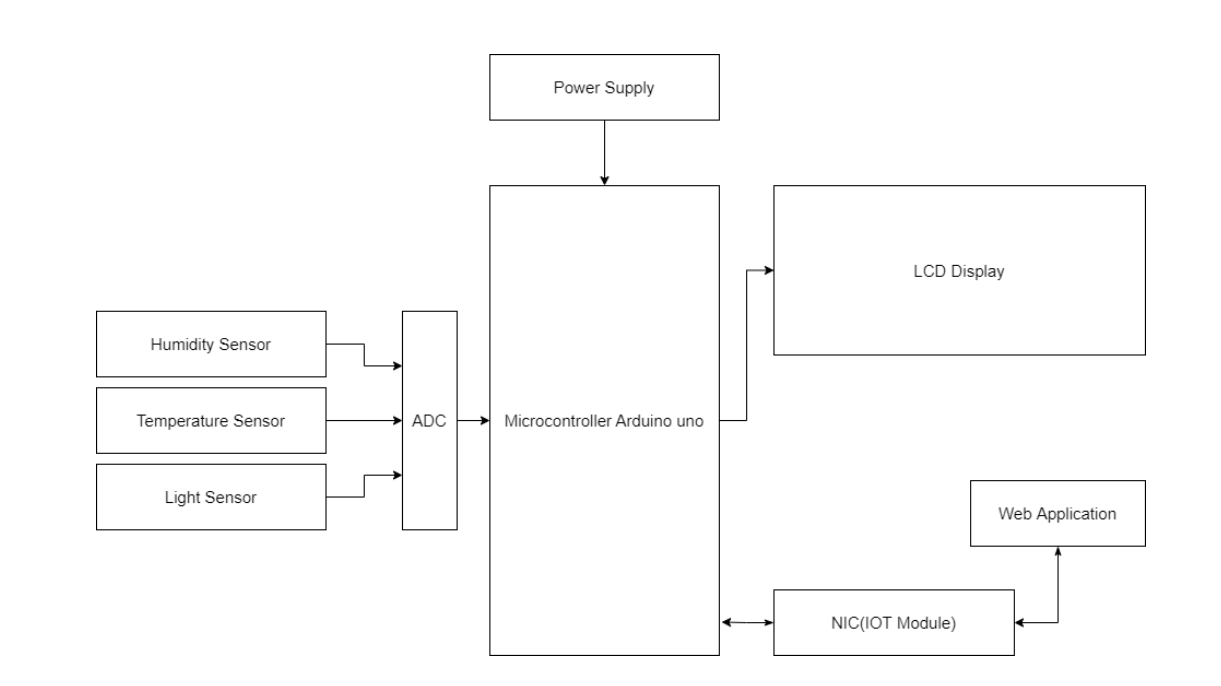 Power Supply
LCD Display
Humidity Sensor
Temperature Sensor
ADC
Microcontroller Arduino uno
Light Sensor
Web Application
NIC(IOT Module)